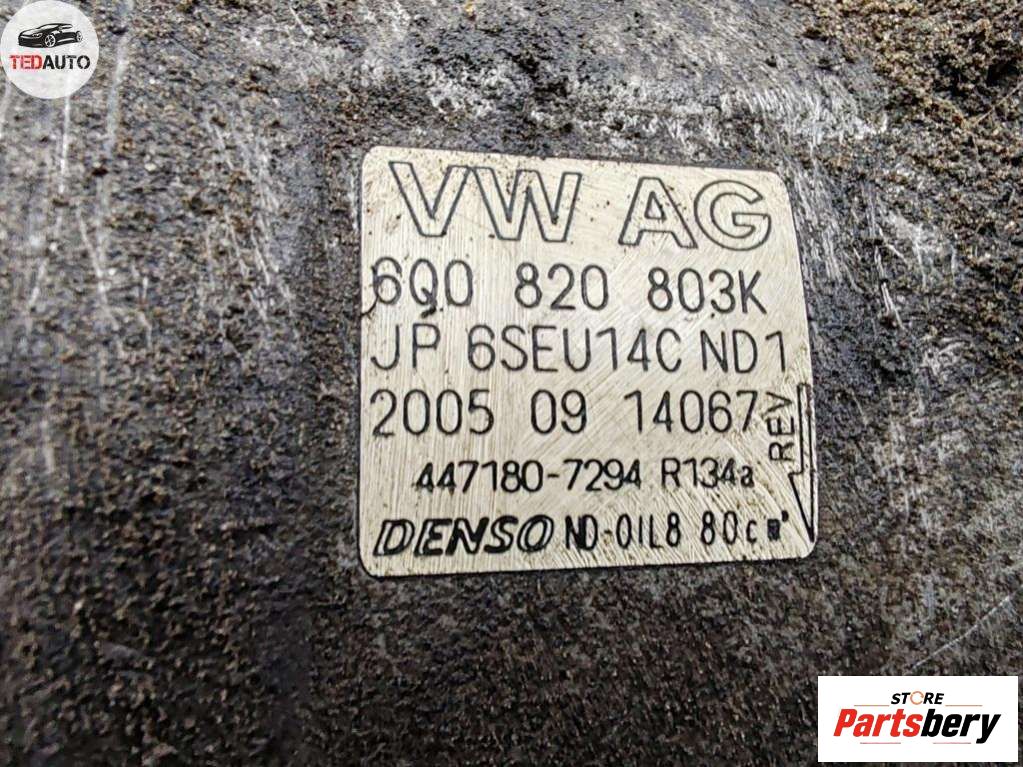 TEDAUTO
VW AG
6Q0 820 803K
JP 6SEU14C ND1
2005 09 14067
REV
447180-7294 R134a
DENSO ND-OIL8 80cm³
STORE
Partsbery